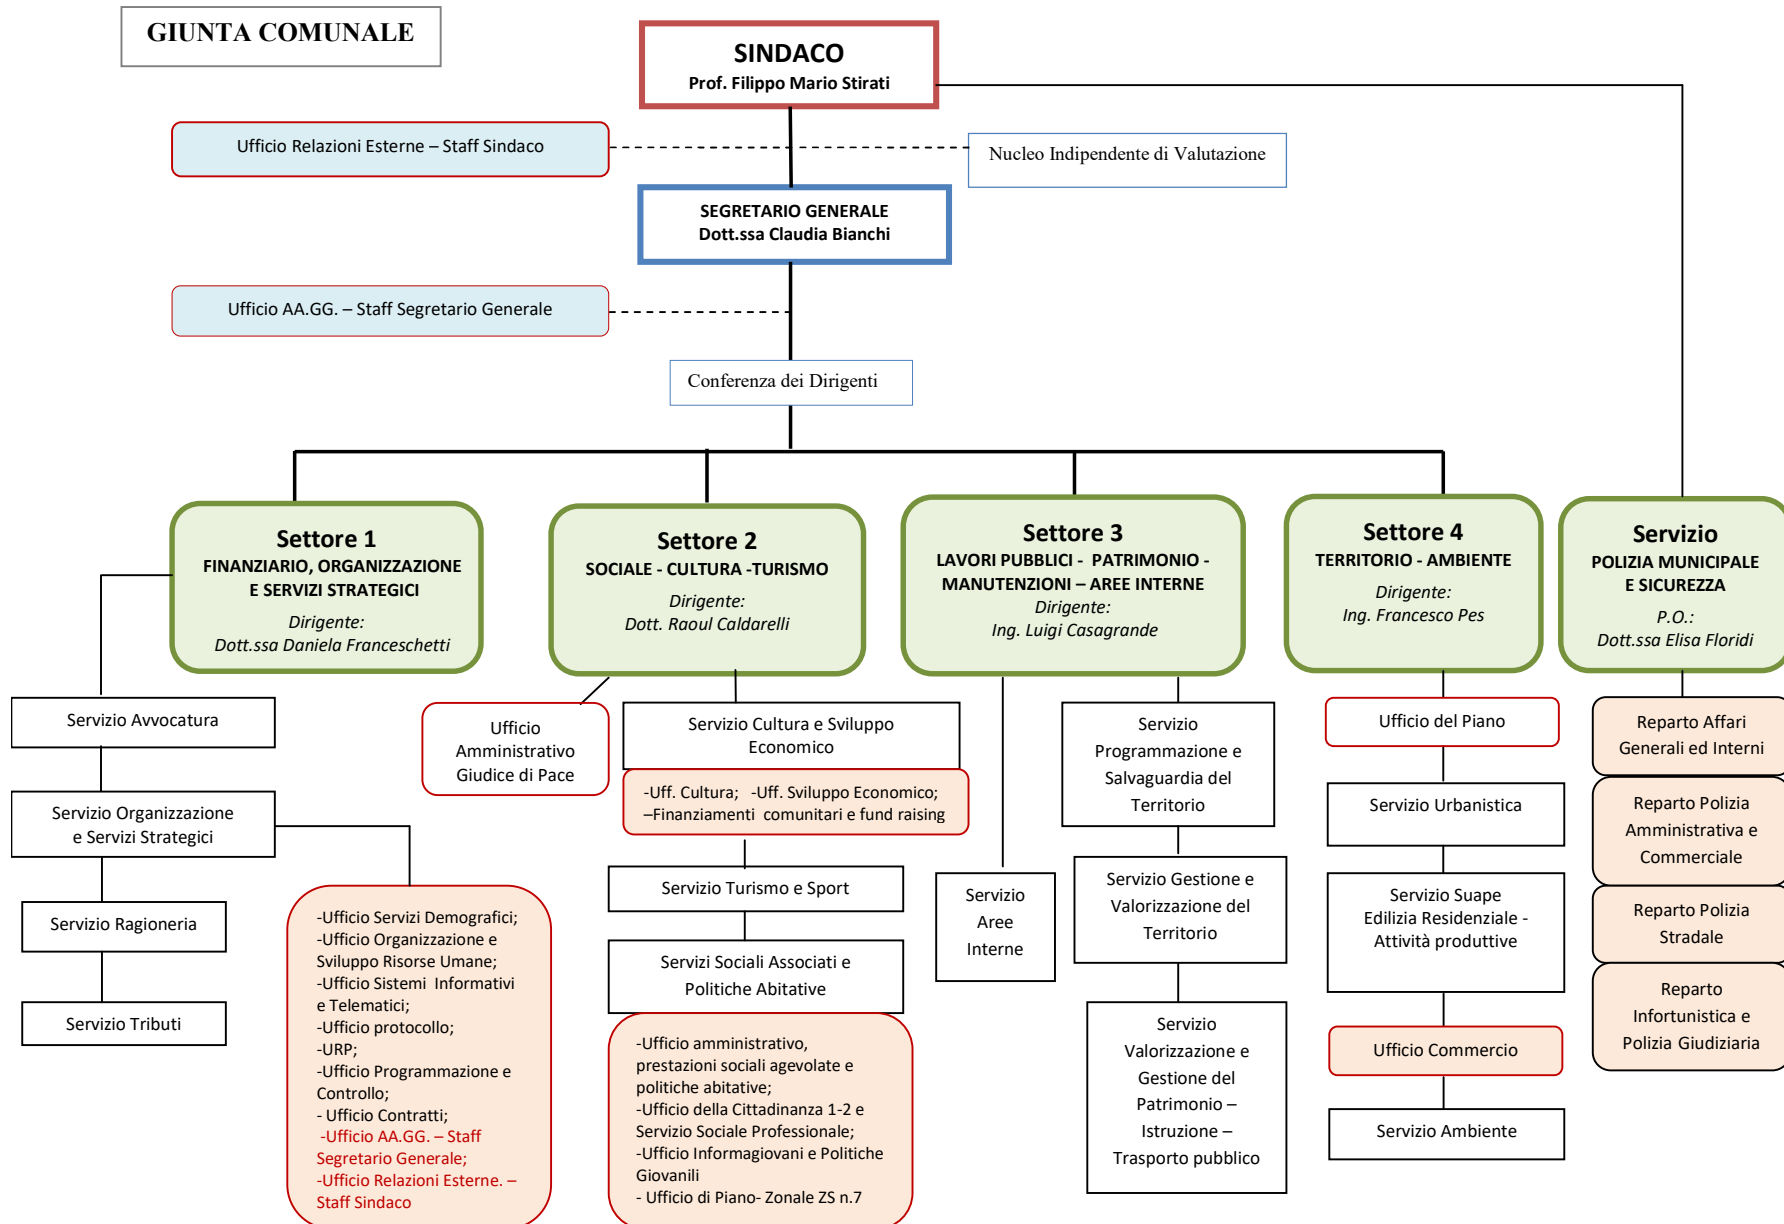 GIUNTA COMUNALE
SINDACO
Prof. Filippo Mario Stirati
Ufficio Relazioni Esterne – Staff Sindaco
Nucleo Indipendente di Valutazione
SEGRETARIO GENERALE
Dott.ssa Claudia Bianchi
Ufficio AA.GG. – Staff Segretario Generale
Conferenza dei Dirigenti
Settore 1
FINANZIARIO, ORGANIZZAZIONE
E SERVIZI STRATEGICI
Dirigente:
Dott.ssa Daniela Franceschetti
Settore 2
SOCIALE - CULTURA -TURISMO
Dirigente:
Dott. Raoul Caldarelli
Settore 3
LAVORI PUBBLICI - PATRIMONIO -
MANUTENZIONI – AREE INTERNE
Dirigente:
Ing. Luigi Casagrande
Settore 4
TERRITORIO - AMBIENTE
Dirigente:
Ing. Francesco Pes
Servizio
POLIZIA MUNICIPALE
E SICUREZZA
P.O.:
Dott.ssa Elisa Floridi
Servizio Avvocatura
Servizio Organizzazione
e Servizi Strategici
Servizio Ragioneria
Servizio Tributi
-Ufficio Servizi Demografici;
-Ufficio Organizzazione e
Sviluppo Risorse Umane;
-Ufficio Sistemi Informativi
e Telematici;
-Ufficio protocollo;
-URP;
-Ufficio Programmazione e
Controllo;
- Ufficio Contratti;
-Ufficio AA.GG. – Staff
Segretario Generale;
-Ufficio Relazioni Esterne. –
Staff Sindaco
Ufficio
Amministrativo
Giudice di Pace
Servizio Cultura e Sviluppo
Economico
-Uff. Cultura; -Uff. Sviluppo Economico;
–Finanziamenti comunitari e fund raising
Servizio Turismo e Sport
Servizi Sociali Associati e
Politiche Abitative
-Ufficio amministrativo,
prestazioni sociali agevolate e
politiche abitative;
-Ufficio della Cittadinanza 1-2 e
Servizio Sociale Professionale;
-Ufficio Informagiovani e Politiche
Giovanili
- Ufficio di Piano- Zonale ZS n.7
Servizio
Aree
Interne
Servizio
Programmazione e
Salvaguardia del
Territorio
Servizio Gestione e
Valorizzazione del
Territorio
Servizio
Valorizzazione e
Gestione del
Patrimonio –
Istruzione –
Trasporto pubblico
Ufficio del Piano
Servizio Urbanistica
Servizio Suape
Edilizia Residenziale -
Attività produttive
Ufficio Commercio
Servizio Ambiente
Reparto Affari
Generali ed Interni
Reparto Polizia
Amministrativa e
Commerciale
Reparto Polizia
Stradale
Reparto
Infortunistica e
Polizia Giudiziaria